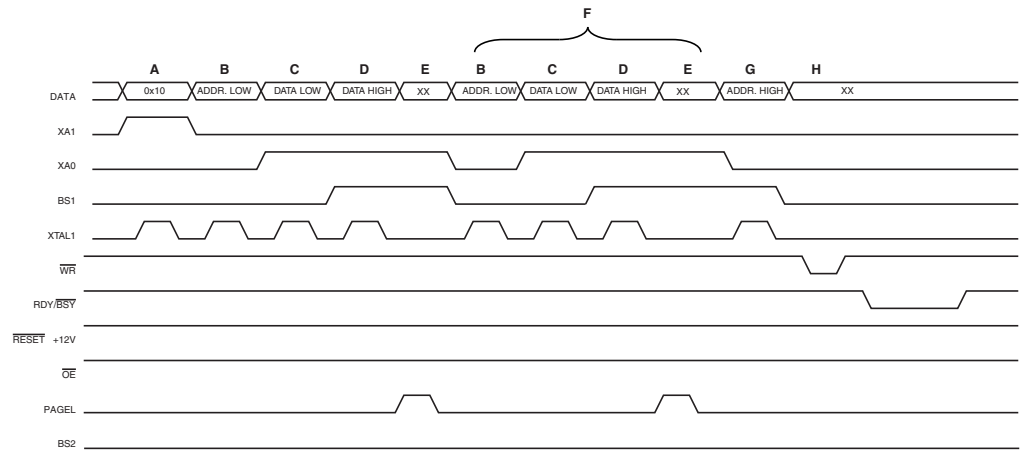 F
A B C D E B C D E G H
DATA 0x10 ADDR. LOW DATA LOW DATA HIGH XX ADDR. LOW DATA LOW DATA HIGH XX ADDR. HIGH XX
XA1
XA0
BS1
XTAL1
WR
RDY/BSY
RESET +12V
OE
PAGEL
BS2